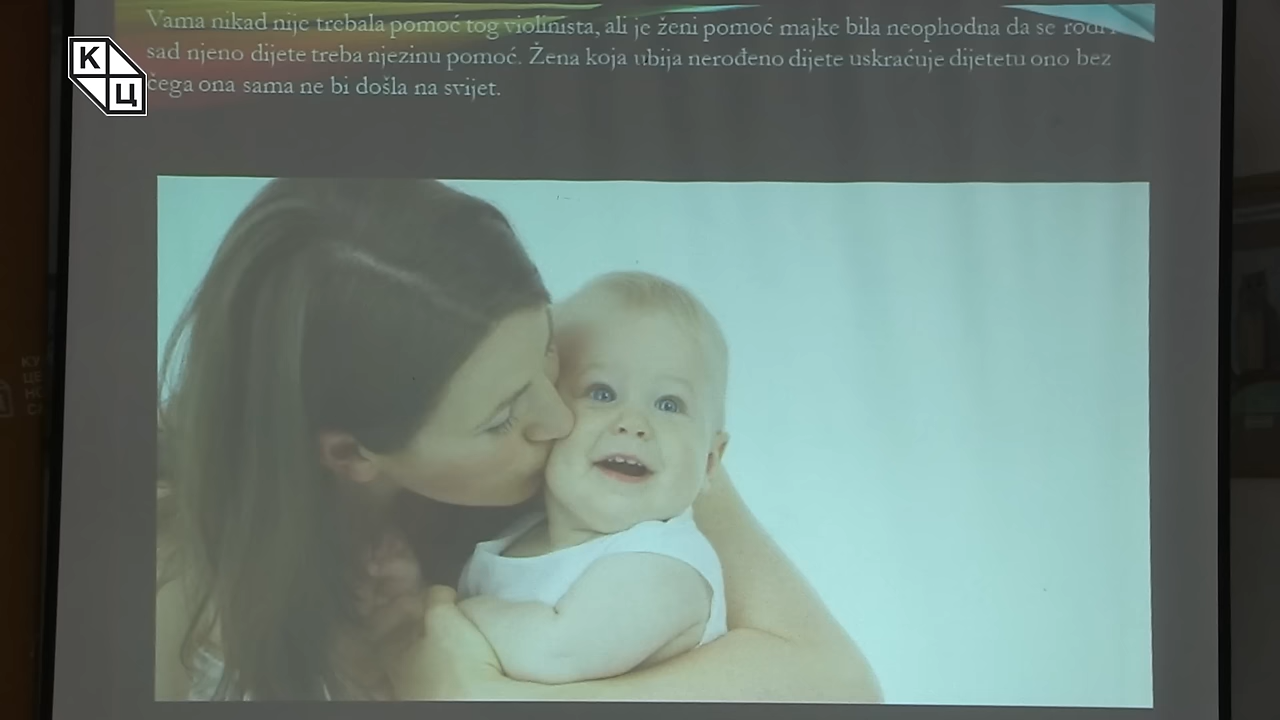 Vama nikad nije trebala pomoć tog violinista, ali je ženi pomoć majke bila neophodna da se rodi i
sad njeno dijete treba njezinu pomoć. Žena koja ubija nerođeno dijete uskraćuje dijetetu ono bez
čega ona sama ne bi došla na svijet.
К
Ц